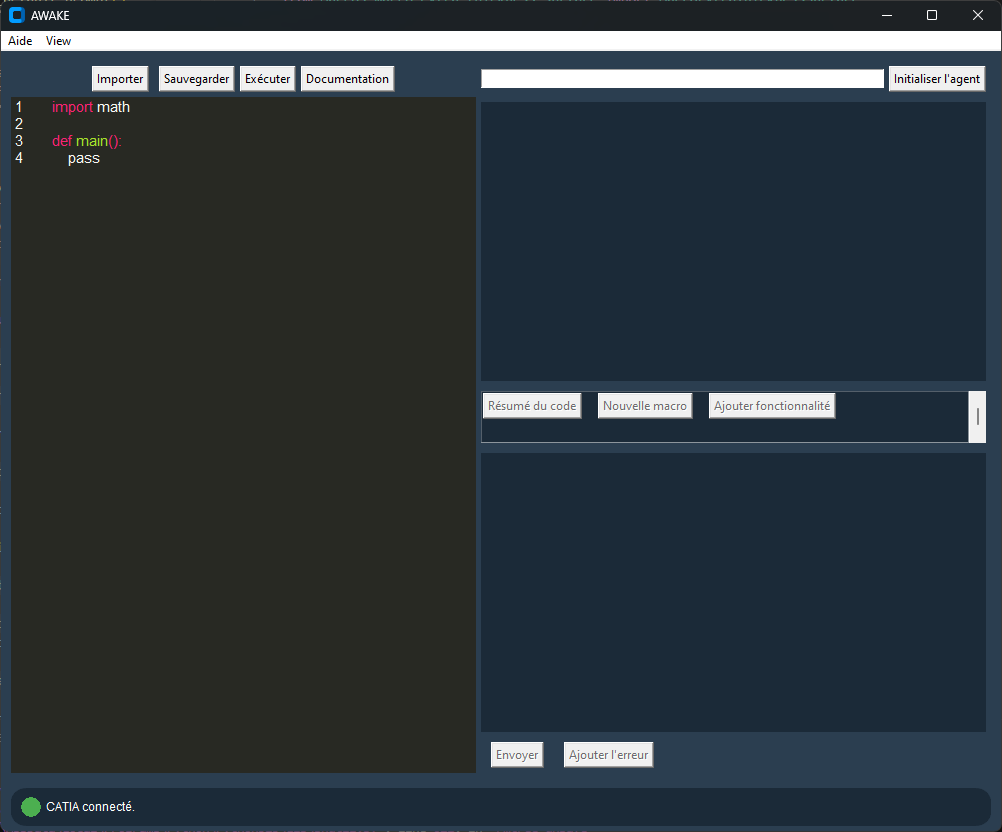 AWAKE
Aide View
Importer Sauvegarder Exécuter Documentation Initialiser l'agent
1 import math
2
3 def main():
4 pass
Résumé du code Nouvelle macro Ajouter fonctionnalité
Envoyer Ajouter l'erreur
CATIA connecté.